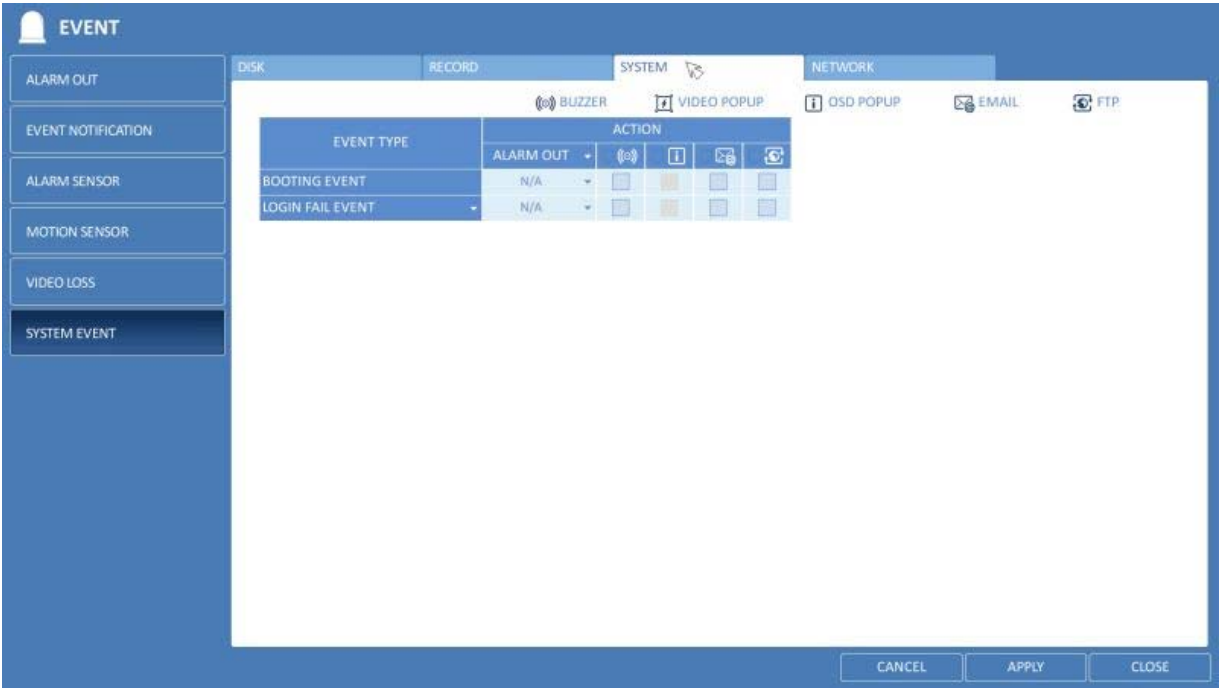 EVENT
ALARM OUT
EVENT NOTIFICATION
ALARM SENSOR
MOTION SENSOR
VIDEO LOSS
SYSTEM EVENT
DISK RECORD SYSTEM NETWORK
BUZZER VIDEO POPUP OSD POPUP EMAIL FTP
EVENT TYPE ACTION
ALARM OUT
BOOTING EVENT N/A
LOGIN FAIL EVENT N/A
CANCEL APPLY CLOSE